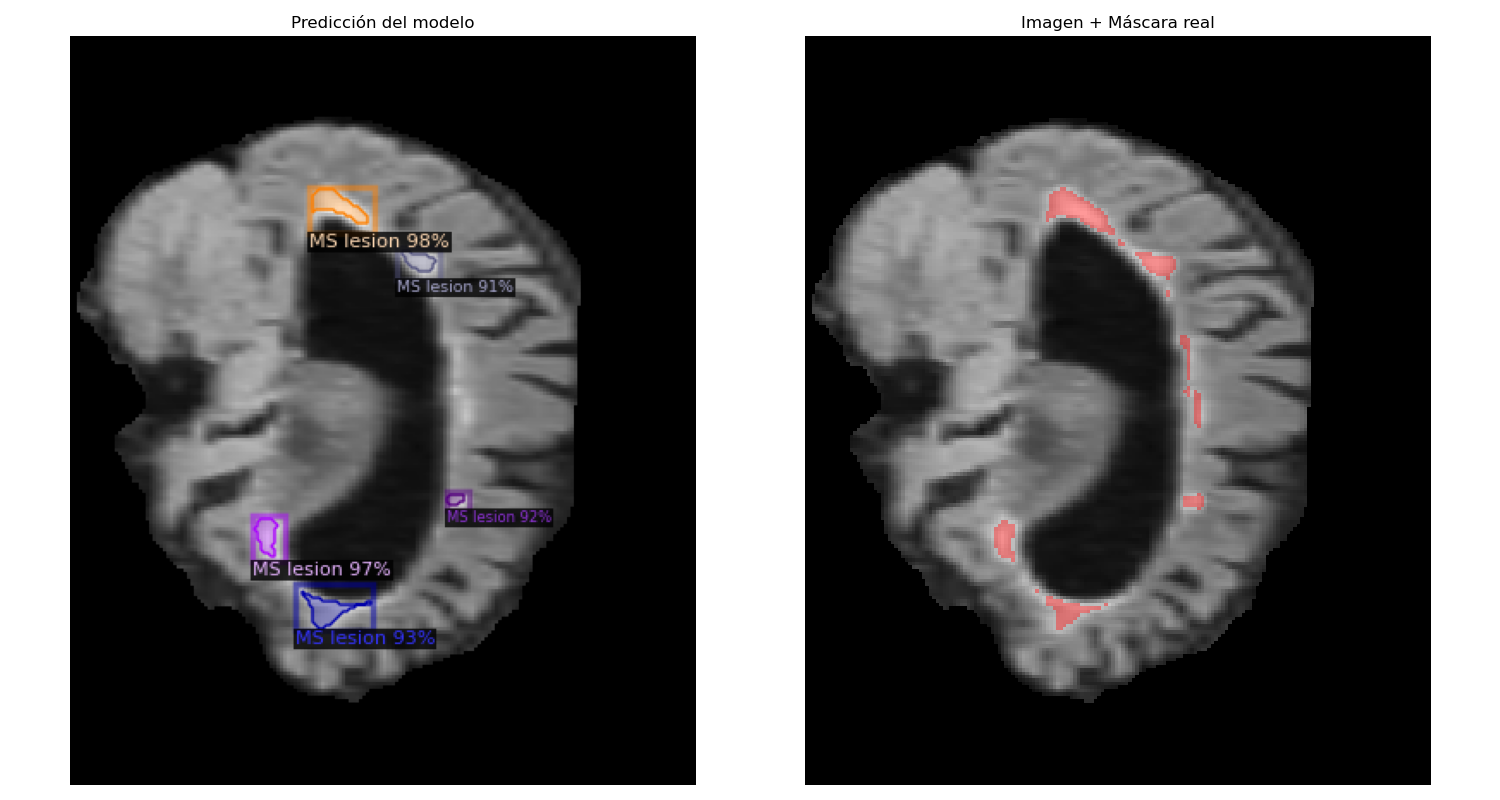 Predicción del modelo
Imagen + Máscara real
MS lesion 98%
MS lesion 91%
MS lesion 92%
MS lesion 97%
MS lesion 93%